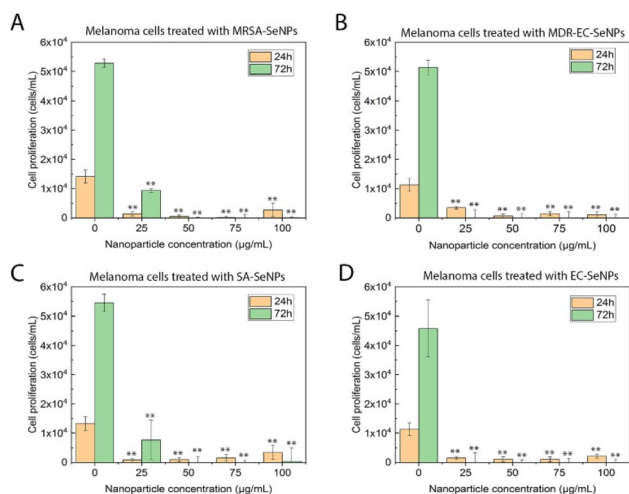 A
Melanoma cells treated with MRSA-SeNPs
Cell proliferation (cells/mL)
6x10⁴
5x10⁴
4x10⁴
3x10⁴
2x10⁴
1x10⁴
0
24h
72h
** ** ** ** ** ** ** **
0 25 50 75 100
Nanoparticle concentration (µg/mL)
B
Melanoma cells treated with MDR-EC-SeNPs
Cell proliferation (cells/mL)
6x10⁴
5x10⁴
4x10⁴
3x10⁴
2x10⁴
1x10⁴
0
24h
72h
** ** ** ** ** ** ** **
0 25 50 75 100
Nanoparticle concentration (µg/mL)
C
Melanoma cells treated with SA-SeNPs
Cell proliferation (cells/mL)
6x10⁴
5x10⁴
4x10⁴
3x10⁴
2x10⁴
1x10⁴
0
24h
72h
** ** ** ** ** ** ** **
0 25 50 75 100
Nanoparticle concentration (µg/mL)
D
Melanoma cells treated with EC-SeNPs
Cell proliferation (cells/mL)
6x10⁴
5x10⁴
4x10⁴
3x10⁴
2x10⁴
1x10⁴
0
24h
72h
** ** ** ** ** ** ** **
0 25 50 75 100
Nanoparticle concentration (µg/mL)